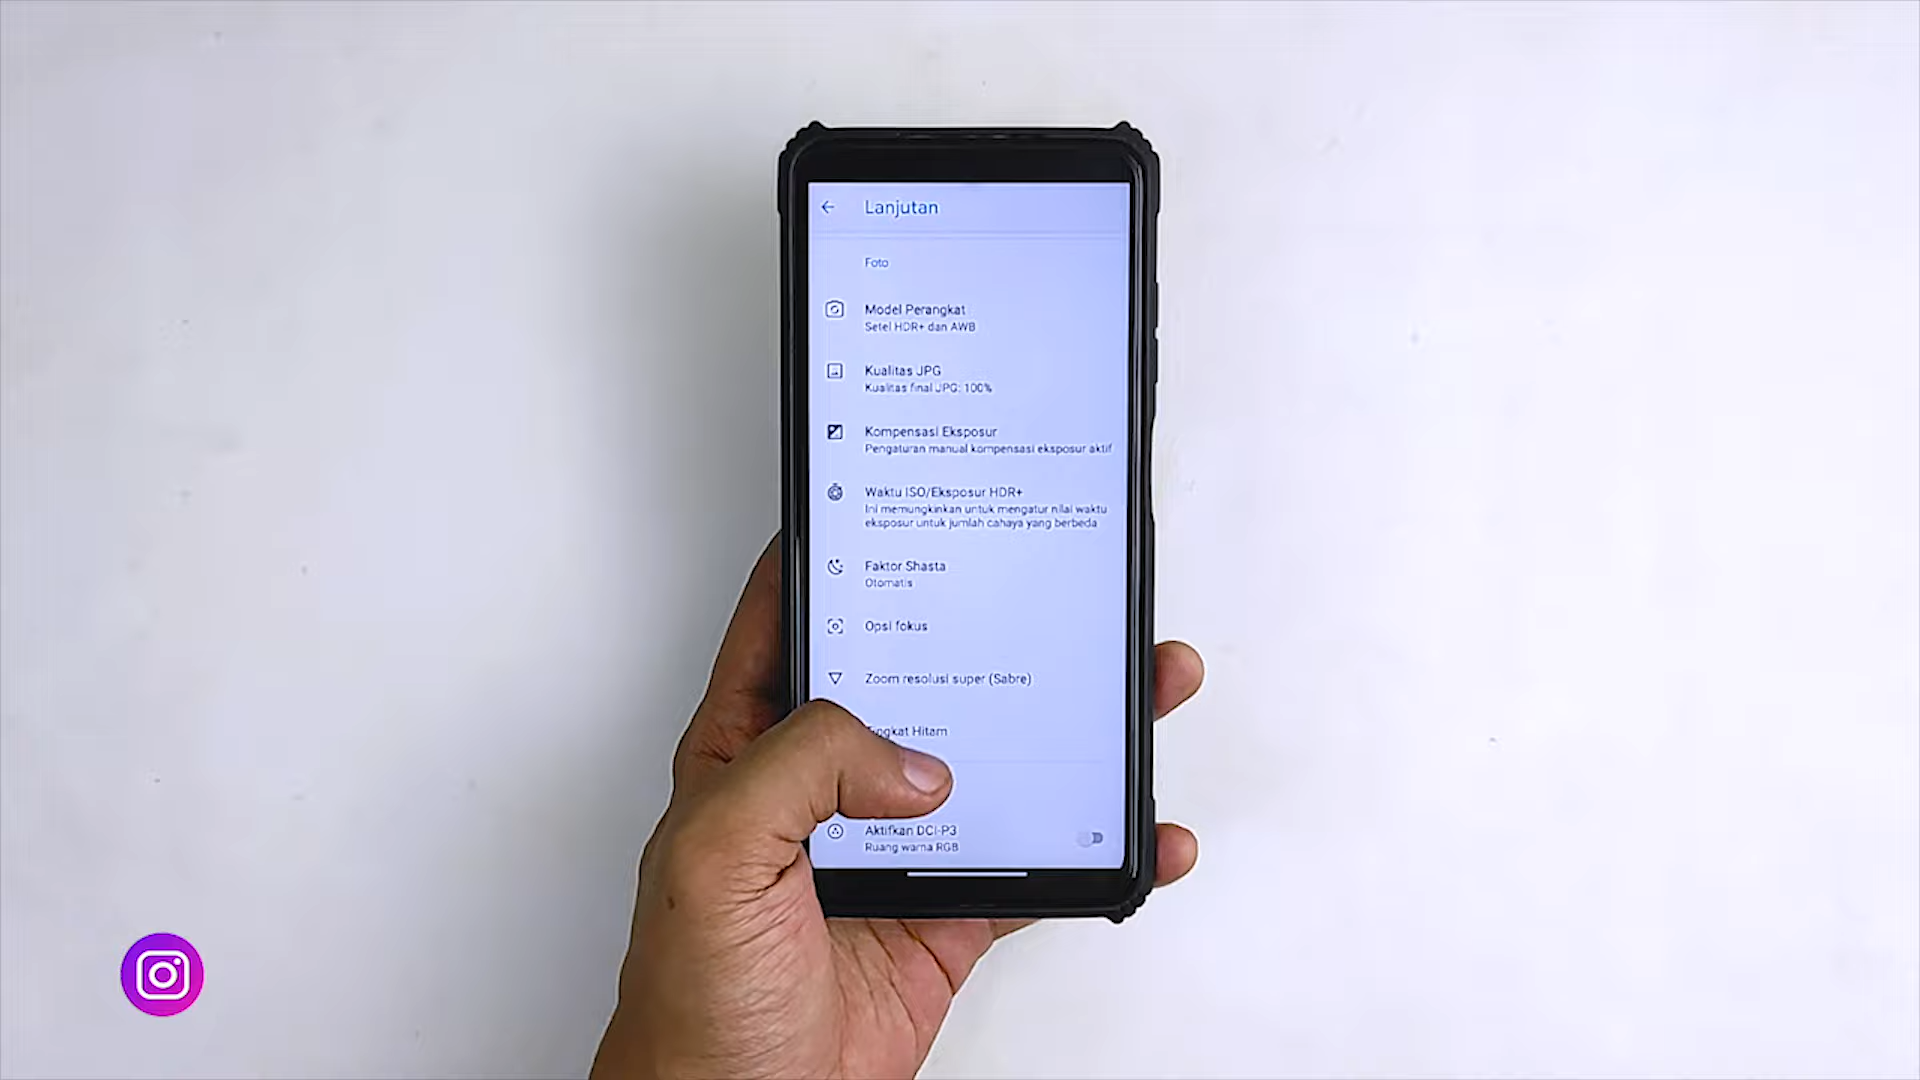 Lanjutan
Foto
Model Perangkat
Setel HDR+ dan AWB
Kualitas JPG
Kualitas final JPG: 100%
Kompensasi Eksposur
Pengaturan manual kompensasi eksposur aktif
Waktu ISO/Eksposur HDR+
Ini memungkinkan untuk mengatur nilai waktu
eksposur untuk jumlah cahaya yang berbeda
Faktor Shasta
Otomatis
Opsi fokus
Zoom resolusi super (Sabre)
Tingkat Hitam
Aktifkan DCI-P3
Ruang warna RGB